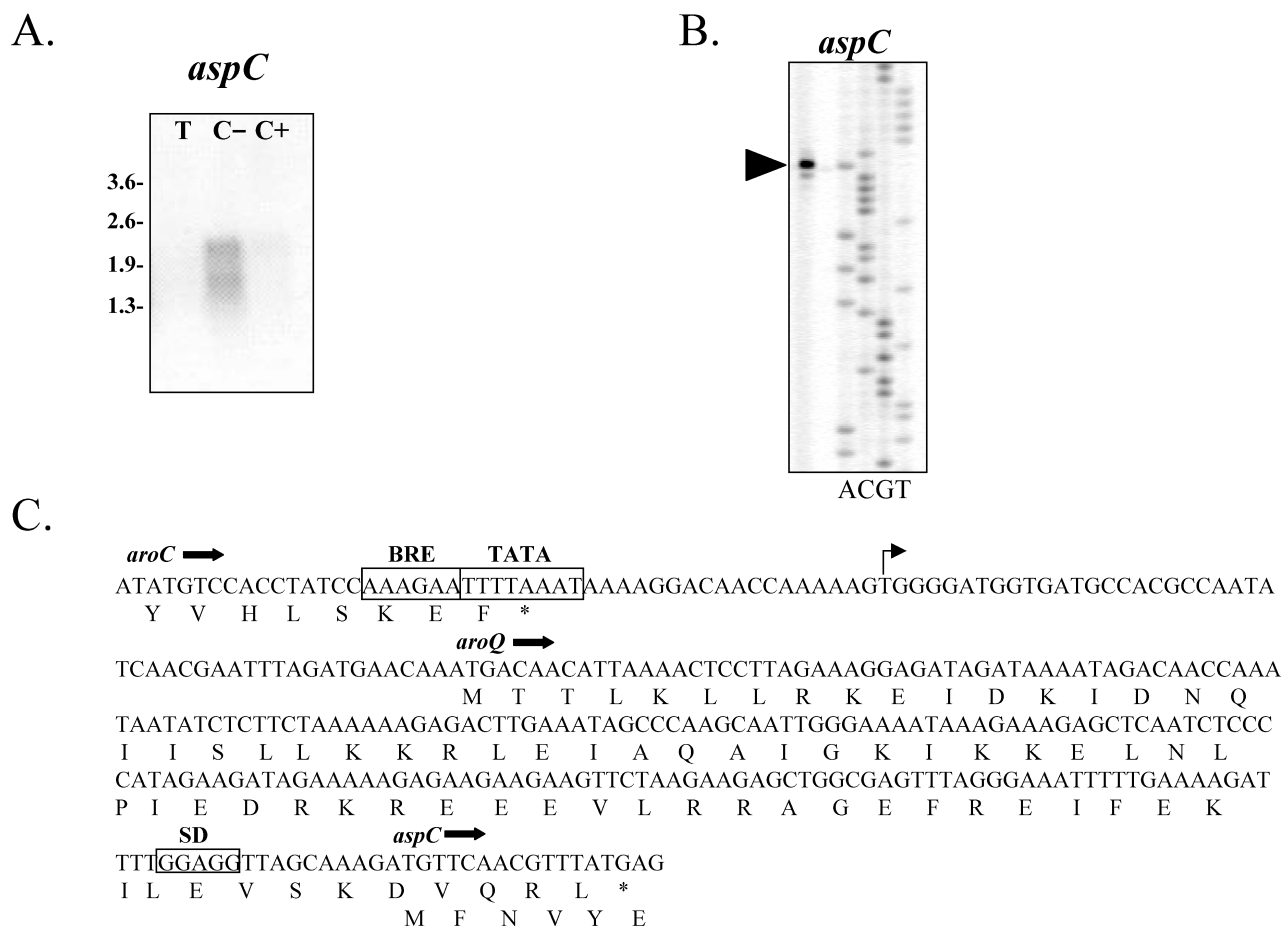 A.
aspC
T C– C+
3.6-
2.6-
1.9-
1.3-
B.
aspC
ACGT
C.
aroC BRE TATA
ATATGTCCACCTATCCAAAGAATTTTAAATAAAAGGACAACCAAAAAGTGGGGATGGTGATGCCACGCCAATA
Y V H L S K E F *
aroQ
TCAACGAATTTAGATGAACAAATGACAACATTAAAACTCCTTAGAAAGGAGATAGATAAAATAGACAACCAAA
M T T L K L L R K E I D K I D N Q
TAATATCTCTTCTAAAAAAGAGACTTGAAATAGCCCAAGCAATTGGGAAAATAAAGAAAGAGCTCAATCTCCC
I I S L L K K R L E I A Q A I G K I K K E L N L
CATAGAAGATAGAAAAAGAGAAGAAGAAGTTCTAAGAAGAGCTGGCGAGTTTAGGGAAATTTTTGAAAAGAT
P I E D R K R E E E V L R R A G E F R E I F E K
SD aspC
TTTGGAGGTTAGCAAAGATGTTCAACGTTTATGAG
I L E V S K D V Q R L *
M F N V Y E